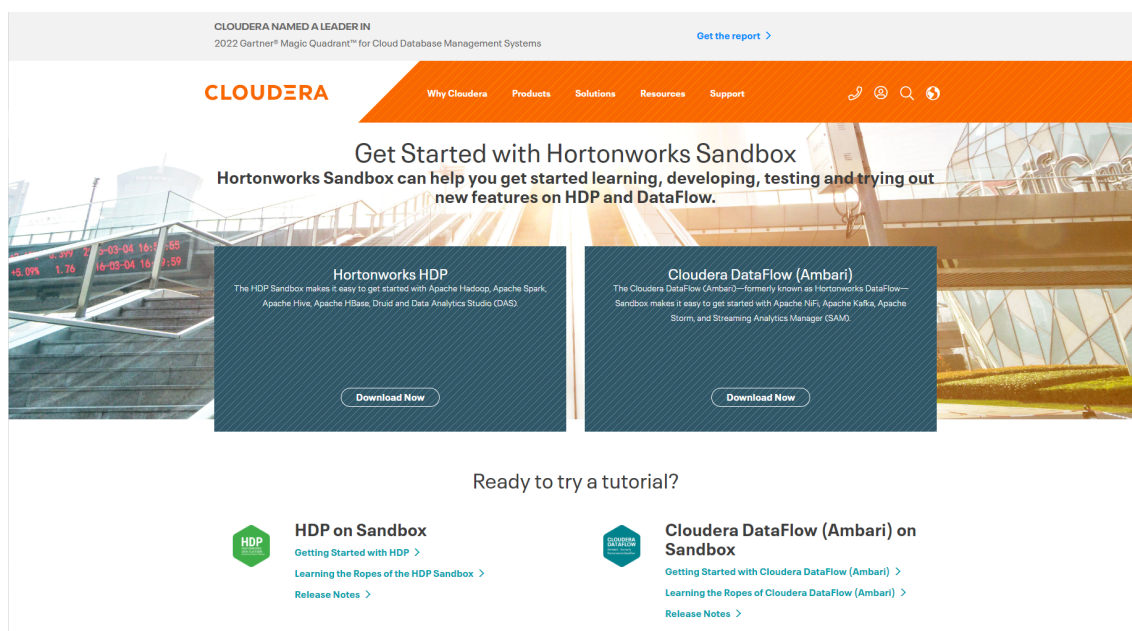 CLOUDERA NAMED A LEADER IN
2022 Gartner® Magic Quadrant™ for Cloud Database Management Systems
Get the report >
CLOUDERA
Why Cloudera Products Solutions Resources Support
Get Started with Hortonworks Sandbox
Hortonworks Sandbox can help you get started learning, developing, testing and trying out
new features on HDP and DataFlow.
Hortonworks HDP
The HDP Sandbox makes it easy to get started with Apache Hadoop, Apache Spark,
Apache Hive, Apache HBase, Druid and Data Analytics Studio (DAS).
Download Now
Cloudera DataFlow (Ambari)
The Cloudera DataFlow (Ambari)—formerly known as Hortonworks DataFlow—
Sandbox makes it easy to get started with Apache NiFi, Apache Kafka, Apache
Storm, and Streaming Analytics Manager (SAM).
Download Now
+5.09% 1.76
Ready to try a tutorial?
HDP
HDP on Sandbox
Getting Started with HDP >
Learning the Ropes of the HDP Sandbox >
Release Notes >
CLOUDERA
DATAFLOW
Cloudera DataFlow (Ambari) on
Sandbox
Getting Started with Cloudera DataFlow (Ambari) >
Learning the Ropes of Cloudera DataFlow (Ambari) >
Release Notes >